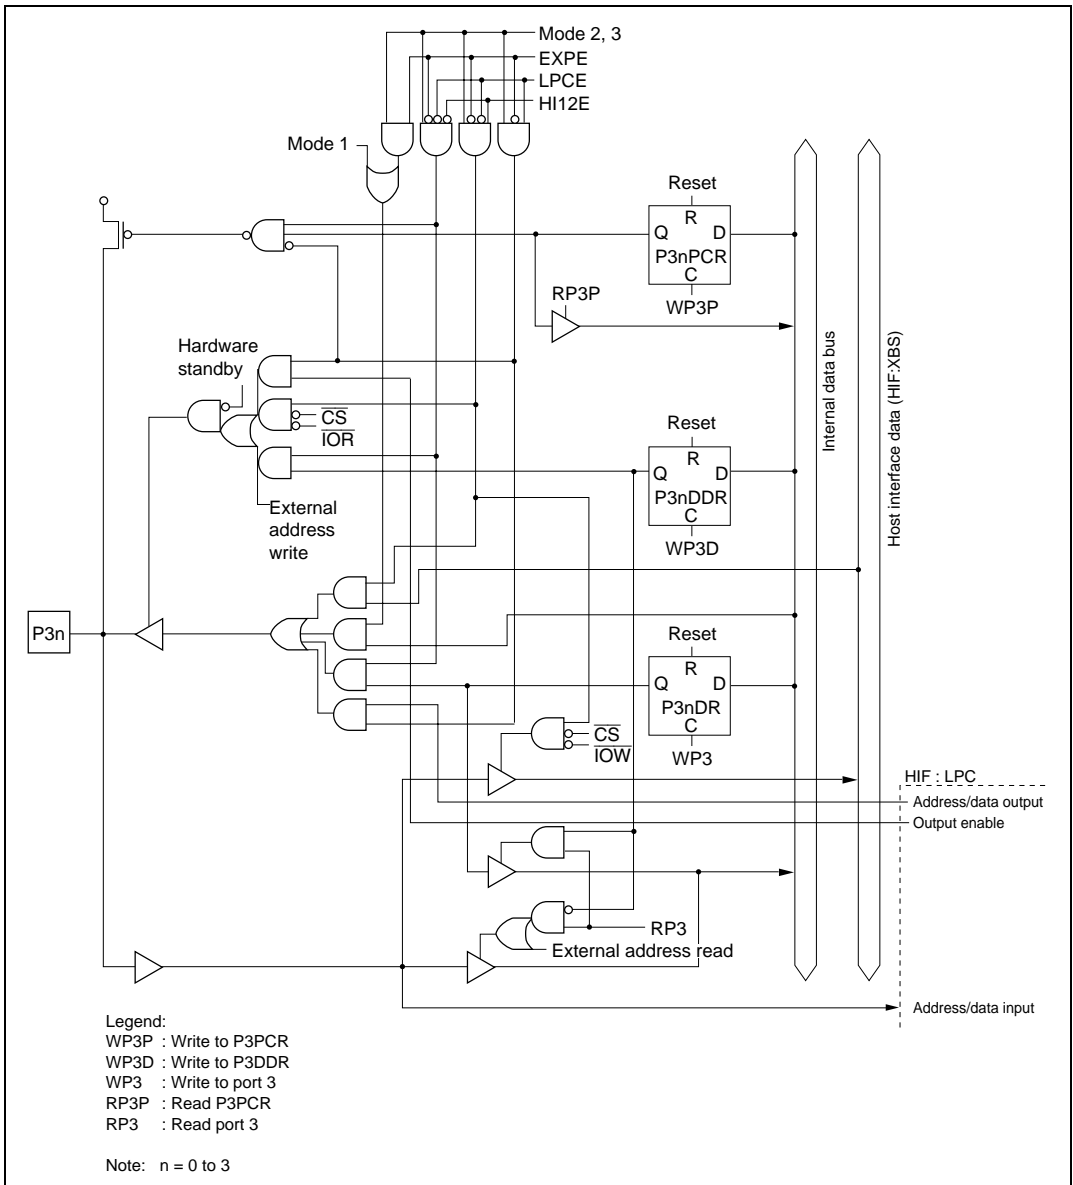 Mode 2, 3
EXPE
LPCE
HI12E
Mode 1
Reset
R
Q D
P3nPCR
C
WP3P
RP3P
Hardware
standby
CS
IOR
External
address
write
Reset
R
Q D
P3nDDR
C
WP3D
Internal data bus
Host interface data (HIF:XBS)
P3n
Reset
R
Q D
P3nDR
C
WP3
CS
IOW
HIF : LPC
Address/data output
Output enable
RP3
External address read
Address/data input
Legend:
WP3P : Write to P3PCR
WP3D : Write to P3DDR
WP3 : Write to port 3
RP3P : Read P3PCR
RP3 : Read port 3
Note: n = 0 to 3